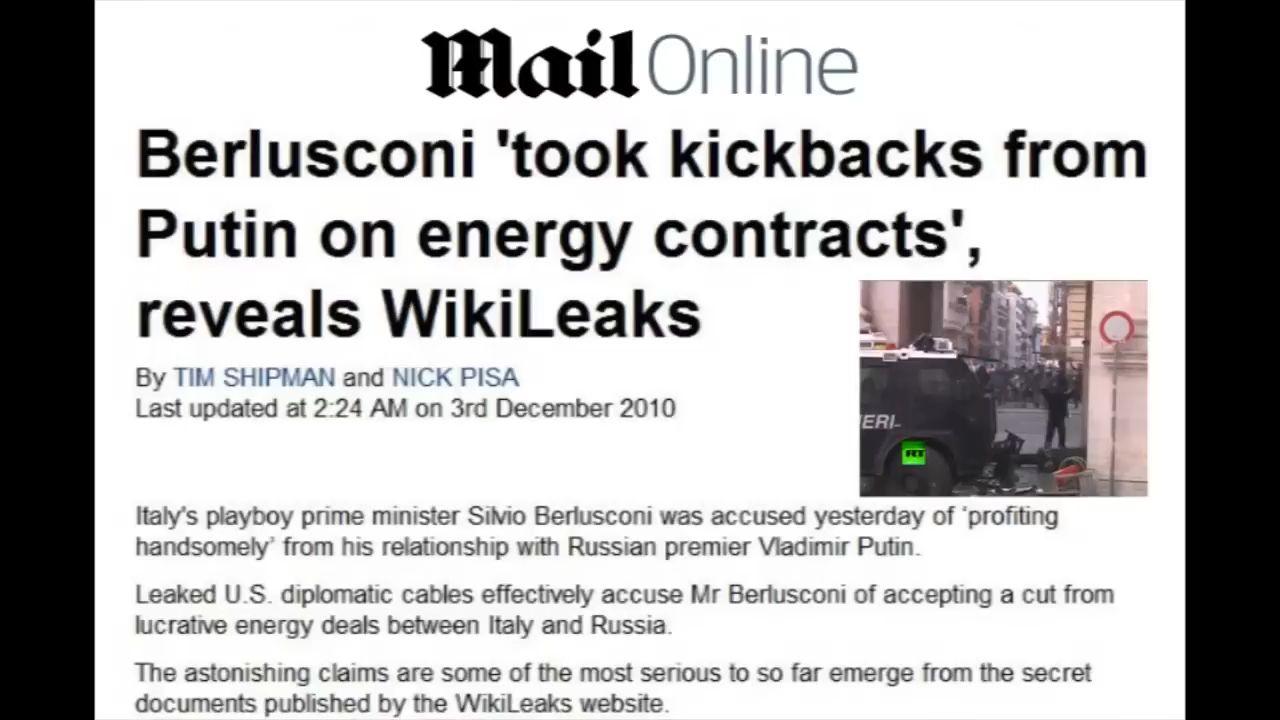 Mail Online
Berlusconi 'took kickbacks from
Putin on energy contracts',
reveals WikiLeaks
By TIM SHIPMAN and NICK PISA
Last updated at 2:24 AM on 3rd December 2010
IERI
RT
Italy's playboy prime minister Silvio Berlusconi was accused yesterday of ‘profiting
handsomely’ from his relationship with Russian premier Vladimir Putin.
Leaked U.S. diplomatic cables effectively accuse Mr Berlusconi of accepting a cut from
lucrative energy deals between Italy and Russia.
The astonishing claims are some of the most serious to so far emerge from the secret
documents published by the WikiLeaks website.